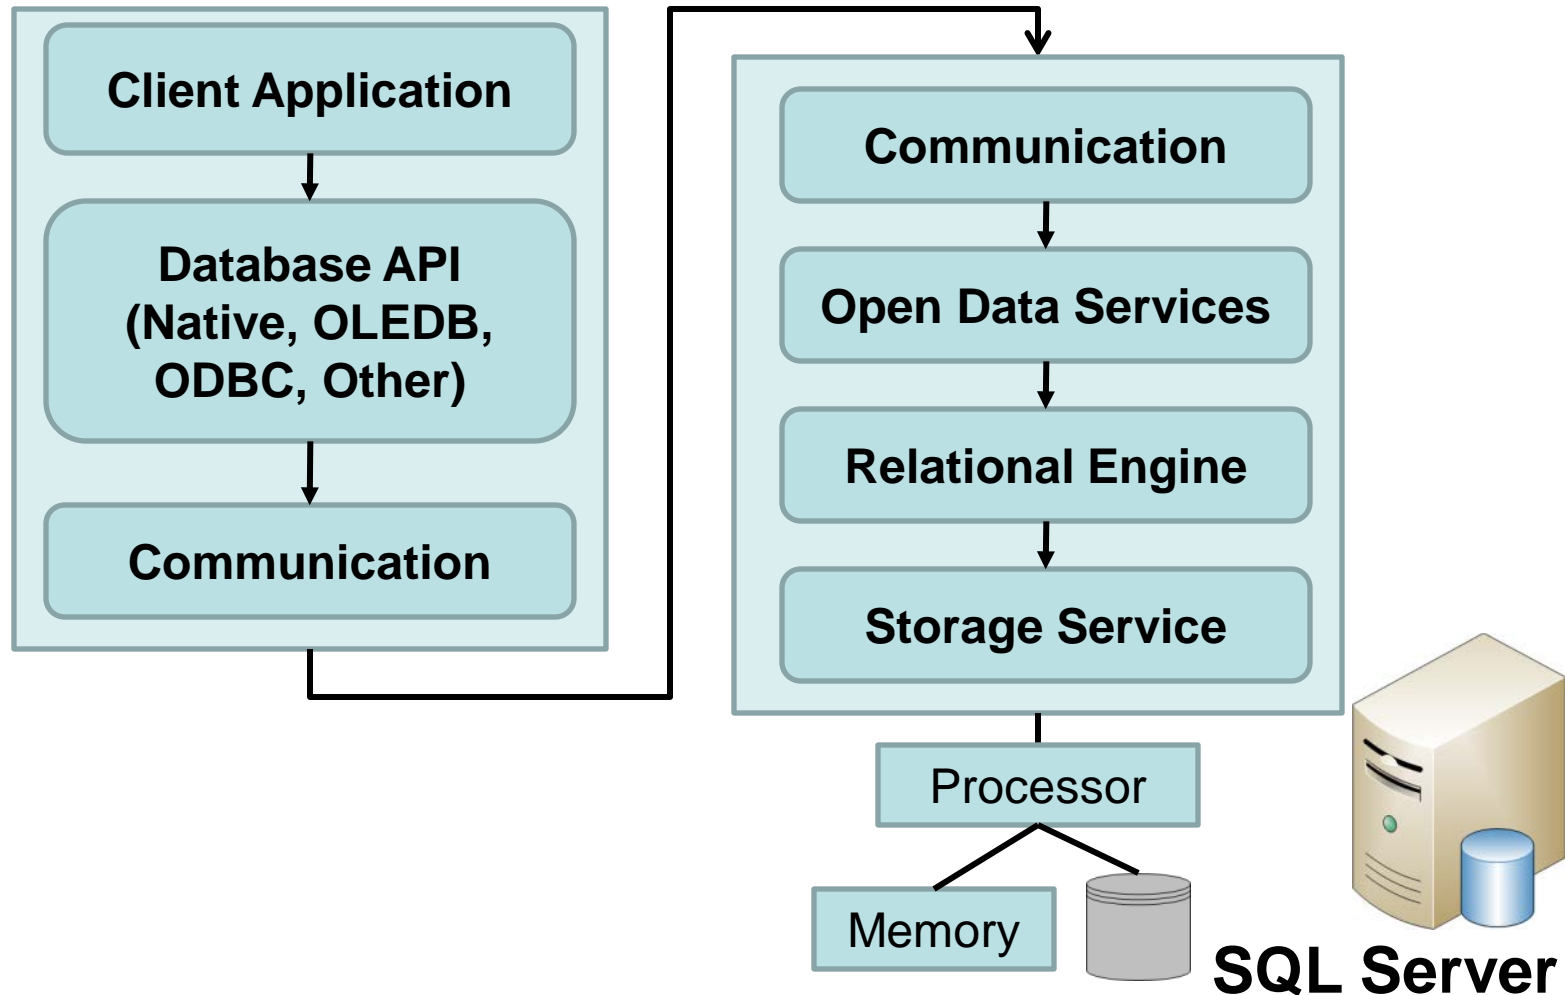 Client Application
Database API
(Native, OLEDB,
ODBC, Other)
Communication
Communication
Open Data Services
Relational Engine
Storage Service
Processor
Memory
SQL Server